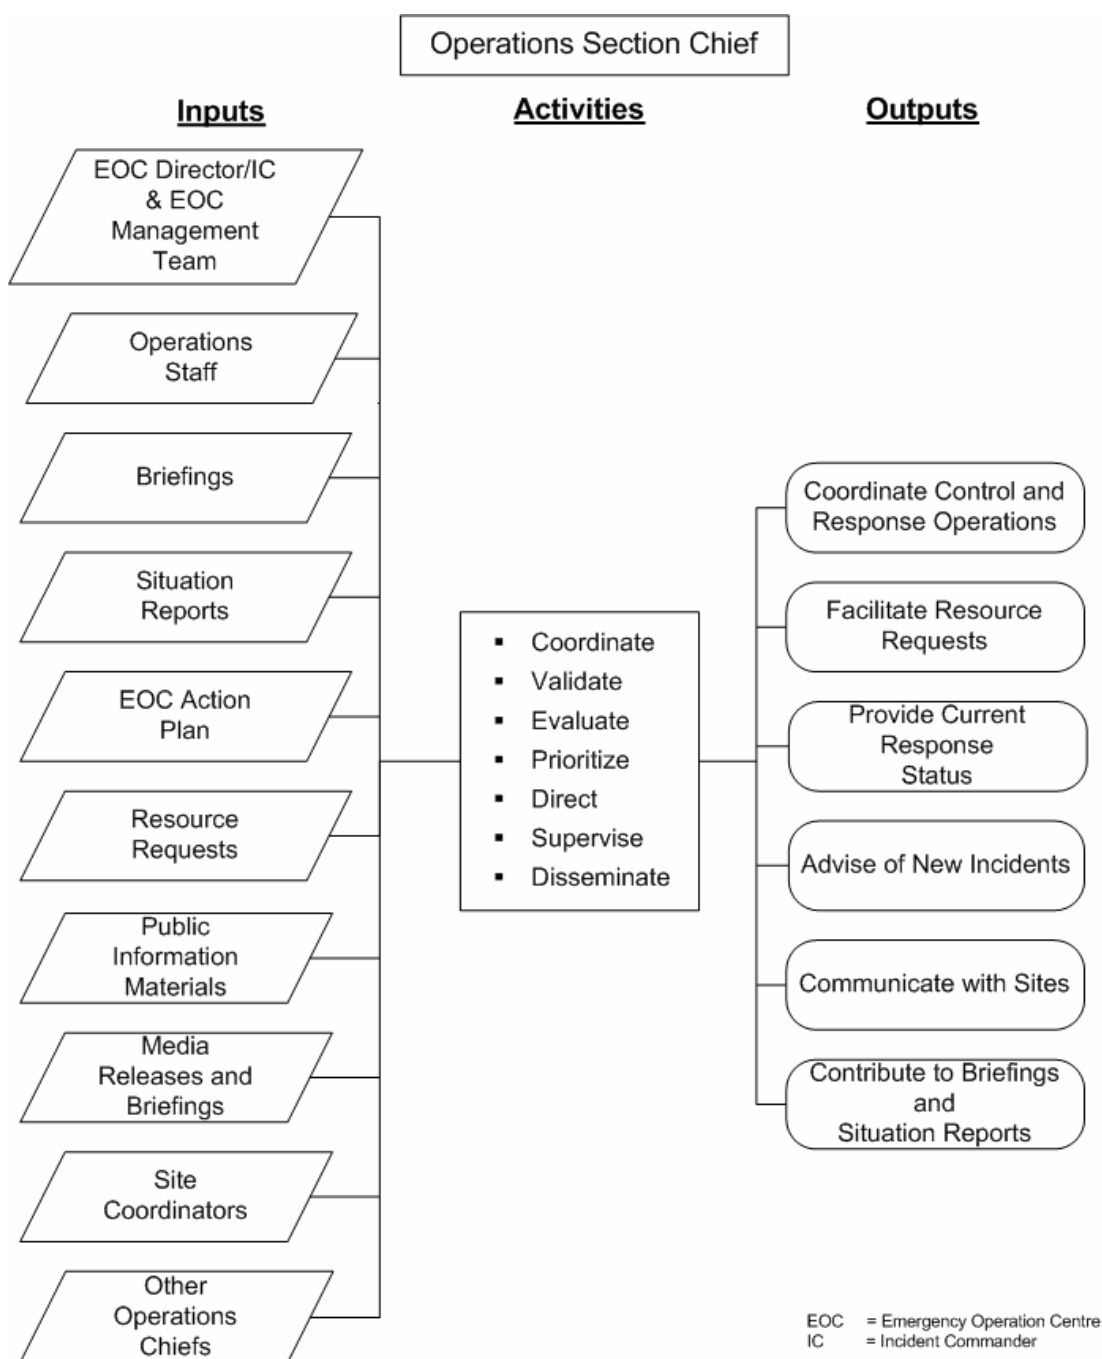 Operations Section Chief
Inputs
Activities
Outputs
EOC Director/IC
& EOC
Management
Team
Operations
Staff
Briefings
Situation
Reports
EOC Action
Plan
Resource
Requests
Public
Information
Materials
Media
Releases and
Briefings
Site
Coordinators
Other
Operations
Chiefs
▪ Coordinate
▪ Validate
▪ Evaluate
▪ Prioritize
▪ Direct
▪ Supervise
▪ Disseminate
Coordinate Control and
Response Operations
Facilitate Resource
Requests
Provide Current
Response
Status
Advise of New Incidents
Communicate with Sites
Contribute to Briefings
and
Situation Reports
EOC = Emergency Operation Centre
IC = Incident Commander